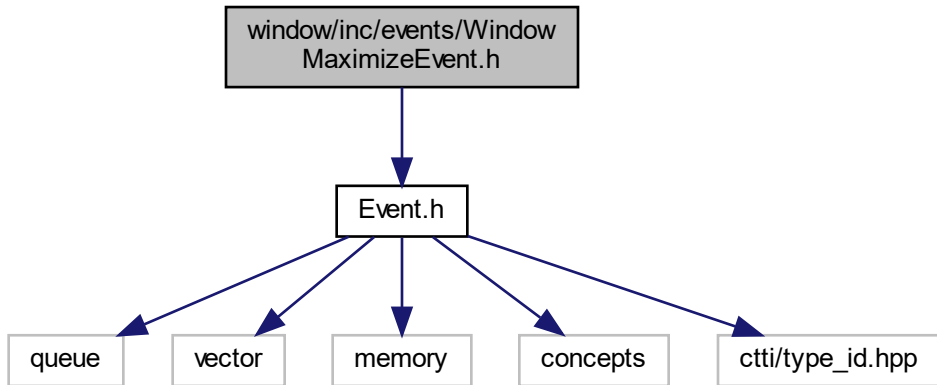 window/inc/events/Window
MaximizeEvent.h
Event.h
queue
vector
memory
concepts
ctti/type_id.hpp